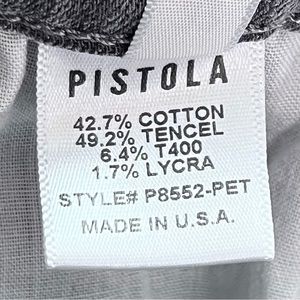 PISTOLA
42.7% COTTON
49.2% TENCEL
6.4% T400
1.7% LYCRA
STYLE# P8552-PET
MADE IN U.S.A.